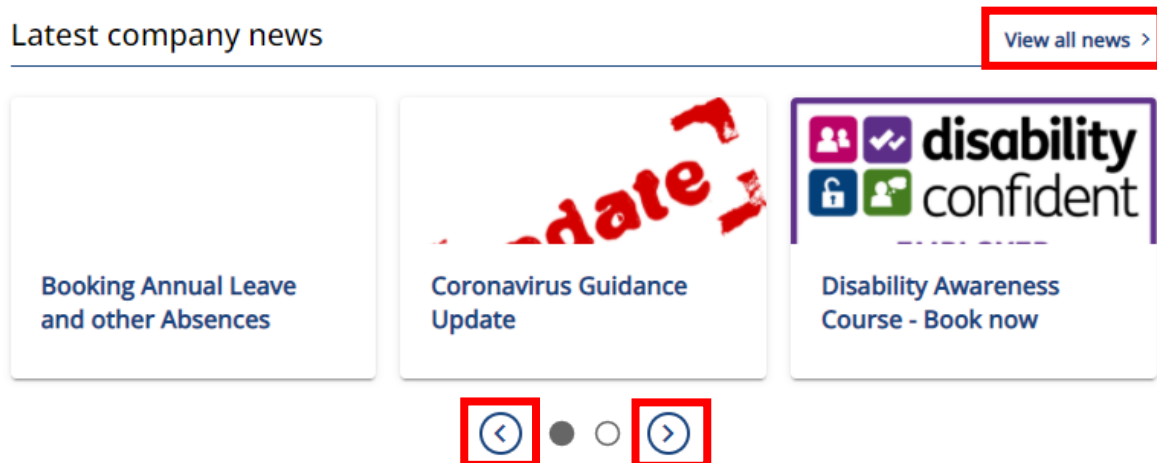 Latest company news
View all news >
date
disability
confident
Booking Annual Leave
and other Absences
Coronavirus Guidance
Update
Disability Awareness
Course - Book now